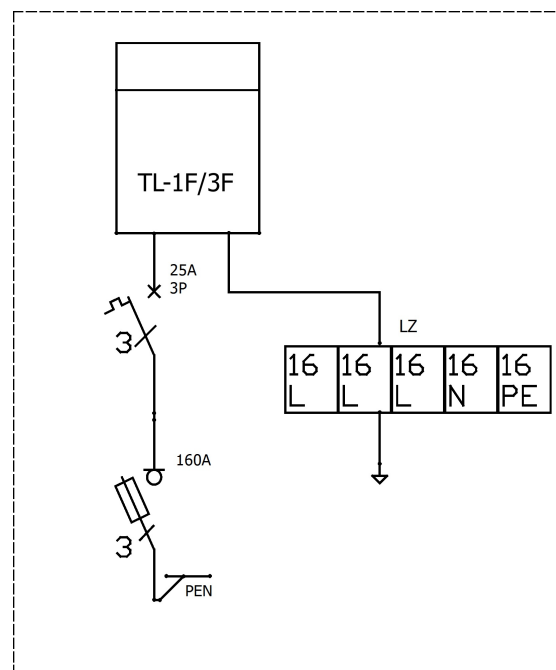 TL-1F/3F
25A
3P
3
LZ
16 16 16 16 16
L L L N PE
160A
3
PEN